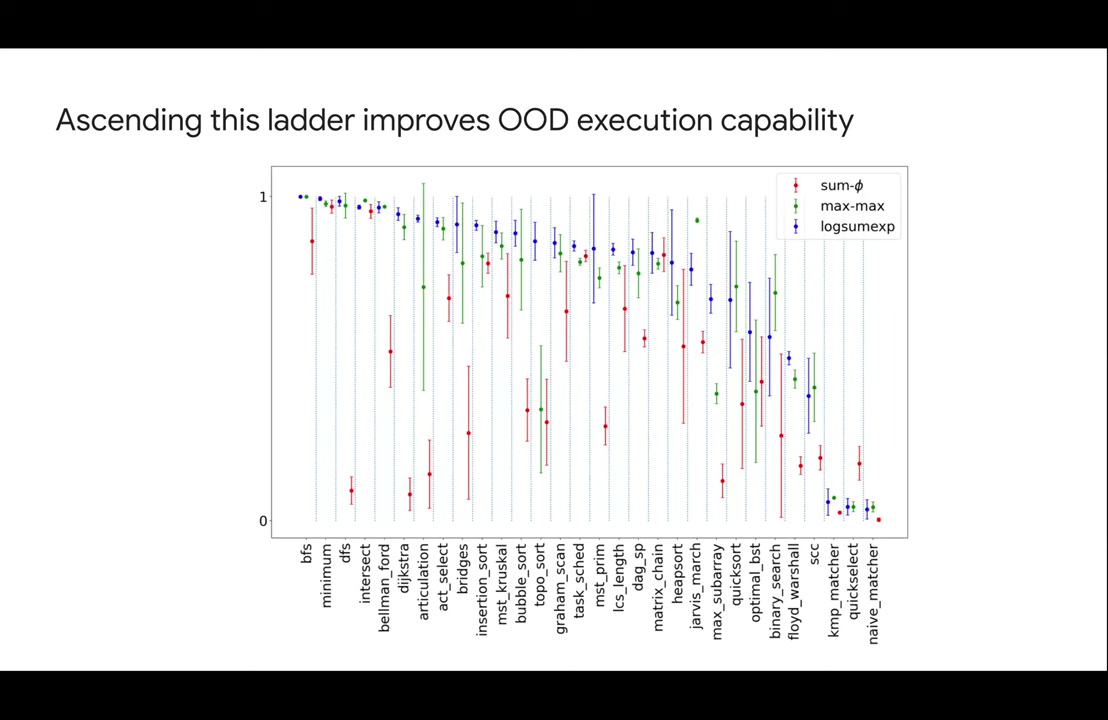 Ascending this ladder improves OOD execution capability
sum-ϕ
max-max
logsumexp
1
0
bfs
minimum
dfs
intersect
bellman_ford
dijkstra
articulation
act_select
bridges
insertion_sort
mst_kruskal
bubble_sort
topo_sort
graham_scan
task_sched
mst_prim
lcs_length
dag_sp
matrix_chain
heapsort
jarvis_march
max_subarray
quicksort
optimal_bst
binary_search
floyd_warshall
scc
kmp_matcher
quickselect
naive_matcher